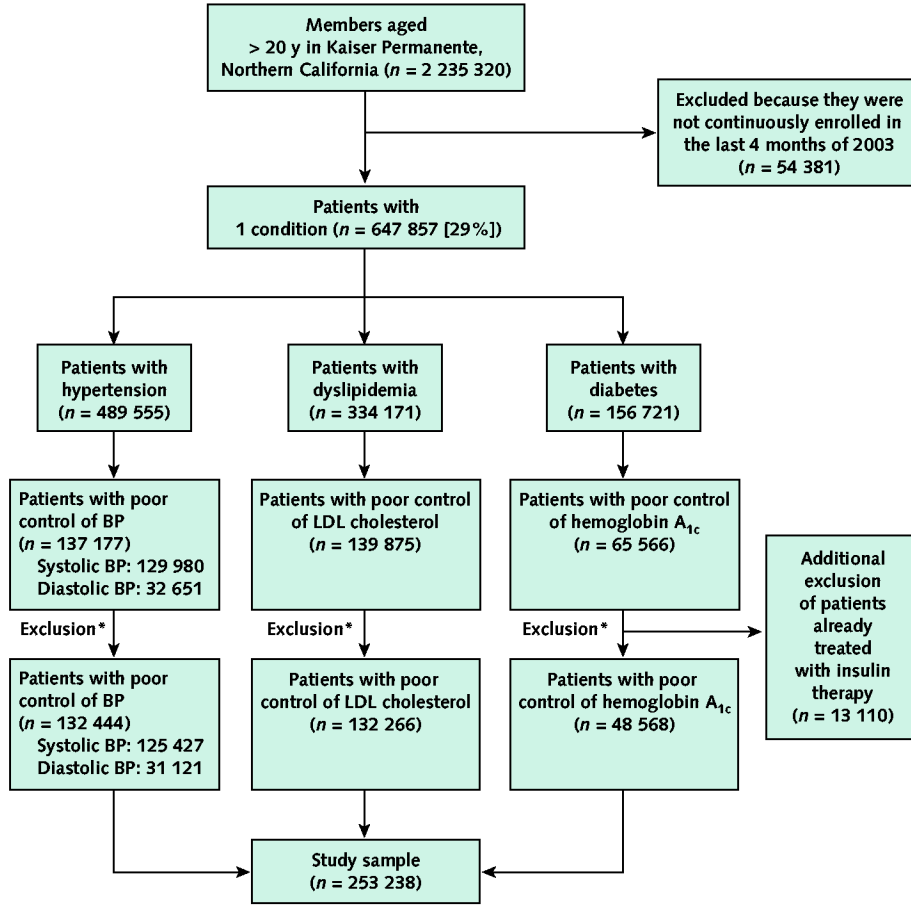 Members aged
> 20 y in Kaiser Permanente,
Northern California (n = 2 235 320)
Excluded because they were
not continuously enrolled in
the last 4 months of 2003
(n = 54 381)
Patients with
1 condition (n = 647 857 [29%])
Patients with
hypertension
(n = 489 555)
Patients with
dyslipidemia
(n = 334 171)
Patients with
diabetes
(n = 156 721)
Patients with poor
control of BP
(n = 137 177)
Systolic BP: 129 980
Diastolic BP: 32 651
Patients with poor control
of LDL cholesterol
(n = 139 875)
Patients with poor control
of hemoglobin A1c
(n = 65 566)
Additional
exclusion
of patients
already
treated
with insulin
therapy
(n = 13 110)
Exclusion*
Exclusion*
Exclusion*
Patients with poor
control of BP
(n = 132 444)
Systolic BP: 125 427
Diastolic BP: 31 121
Patients with poor
control of LDL cholesterol
(n = 132 266)
Patients with poor
control of hemoglobin A1c
(n = 48 568)
Study sample
(n = 253 238)